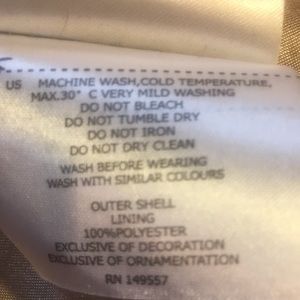 US MACHINE WASH,COLD TEMPERATURE,
MAX.30° C VERY MILD WASHING
DO NOT BLEACH
DO NOT TUMBLE DRY
DO NOT IRON
DO NOT DRY CLEAN
WASH BEFORE WEARING
WASH WITH SIMILAR COLOURS
OUTER SHELL
LINING
100%POLYESTER
EXCLUSIVE OF DECORATION
EXCLUSIVE OF ORNAMENTATION
RN 149557